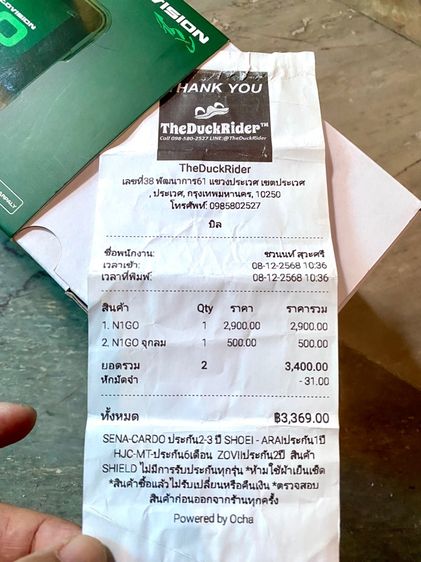 OLOVISION
VISION
THANK YOU
TheDuckRider™
Call 098-580-2527 LINE:@TheDuckRider
TheDuckRider
เลขที่38 พัฒนาการ61 แขวงประเวศ เขตประเวศ
, ประเวศ, กรุงเทพมหานคร, 10250
โทรศัพท์: 0985802527
บิล
ชื่อพนักงาน: ชวนนท์ สุวะศรี
เวลาเข้า: 08-12-2568 10:36
เวลาที่พิมพ์: 08-12-2568 10:36
สินค้า Qty ราคา ราคารวม
1. N1GO 1 2,900.00 2,900.00
2. N1GO จุกลม 1 500.00 500.00
ยอดรวม 2 3,400.00
หักมัดจำ - 31.00
ทั้งหมด ฿3,369.00
SENA-CARDO ประกัน2-3 ปี SHOEI - ARAIประกัน1ปี
HJC-MT-ประกัน6เดือน ZOVIIประกัน2ปี สินค้า
SHIELD ไม่มีการรับประกันทุกรุ่น *ห้ามใช้ผ้าเย็นเช็ด
*สินค้าซื้อแล้วไม่รับเปลี่ยนหรือคืนเงิน *ตรวจสอบ
สินค้าก่อนออกจากร้านทุกครั้ง
Powered by Ocha